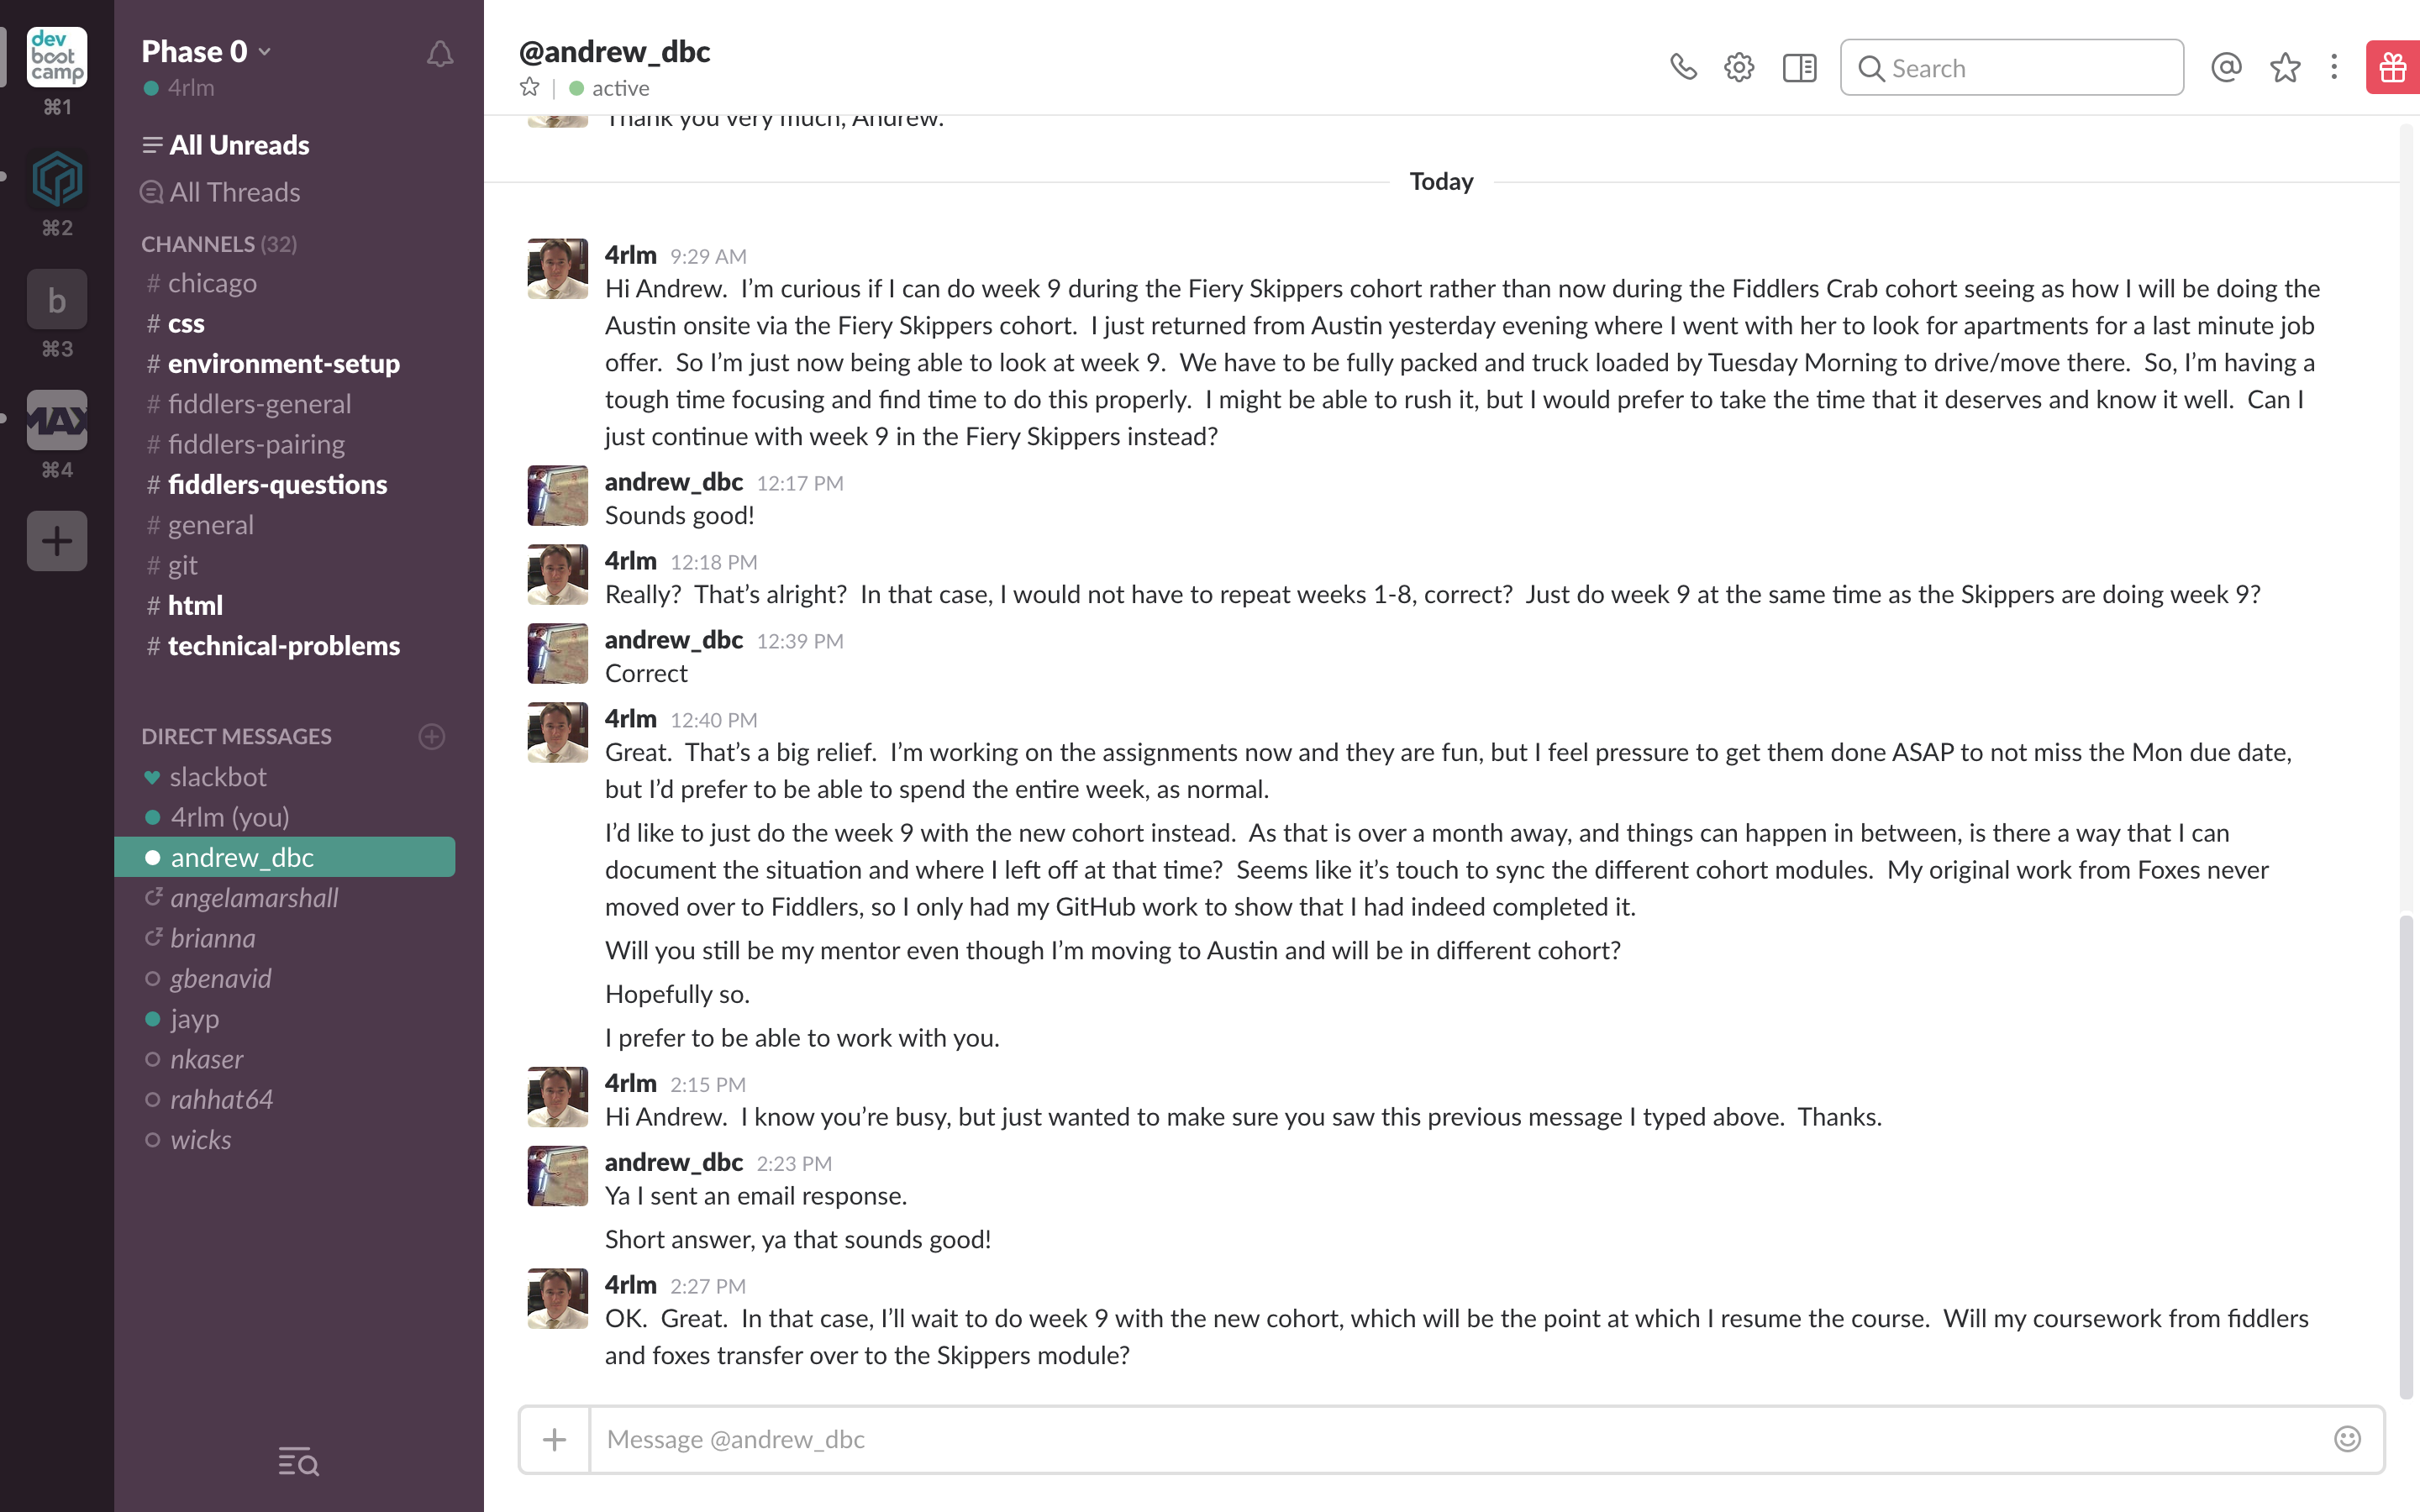 dev
boot
camp
⌘1
⌘2
b
⌘3
MAX
⌘4
Phase 0
4rlm
All Unreads
All Threads
CHANNELS (32)
# chicago
# css
# environment-setup
# fiddlers-general
# fiddlers-pairing
# fiddlers-questions
# general
# git
# html
# technical-problems
DIRECT MESSAGES
slackbot
4rlm (you)
andrew_dbc
angelamarshall
brianna
gbenavid
jayp
nkaser
rahhat64
wicks
@andrew_dbc
active
Search
Thank you very much, Andrew.
Today
4rlm 9:29 AM
Hi Andrew. I’m curious if I can do week 9 during the Fiery Skippers cohort rather than now during the Fiddlers Crab cohort seeing as how I will be doing the
Austin onsite via the Fiery Skippers cohort. I just returned from Austin yesterday evening where I went with her to look for apartments for a last minute job
offer. So I’m just now being able to look at week 9. We have to be fully packed and truck loaded by Tuesday Morning to drive/move there. So, I’m having a
tough time focusing and find time to do this properly. I might be able to rush it, but I would prefer to take the time that it deserves and know it well. Can I
just continue with week 9 in the Fiery Skippers instead?
andrew_dbc 12:17 PM
Sounds good!
4rlm 12:18 PM
Really? That’s alright? In that case, I would not have to repeat weeks 1-8, correct? Just do week 9 at the same time as the Skippers are doing week 9?
andrew_dbc 12:39 PM
Correct
4rlm 12:40 PM
Great. That’s a big relief. I’m working on the assignments now and they are fun, but I feel pressure to get them done ASAP to not miss the Mon due date,
but I’d prefer to be able to spend the entire week, as normal.
I’d like to just do the week 9 with the new cohort instead. As that is over a month away, and things can happen in between, is there a way that I can
document the situation and where I left off at that time? Seems like it’s touch to sync the different cohort modules. My original work from Foxes never
moved over to Fiddlers, so I only had my GitHub work to show that I had indeed completed it.
Will you still be my mentor even though I’m moving to Austin and will be in different cohort?
Hopefully so.
I prefer to be able to work with you.
4rlm 2:15 PM
Hi Andrew. I know you’re busy, but just wanted to make sure you saw this previous message I typed above. Thanks.
andrew_dbc 2:23 PM
Ya I sent an email response.
Short answer, ya that sounds good!
4rlm 2:27 PM
OK. Great. In that case, I’ll wait to do week 9 with the new cohort, which will be the point at which I resume the course. Will my coursework from fiddlers
and foxes transfer over to the Skippers module?
Message @andrew_dbc